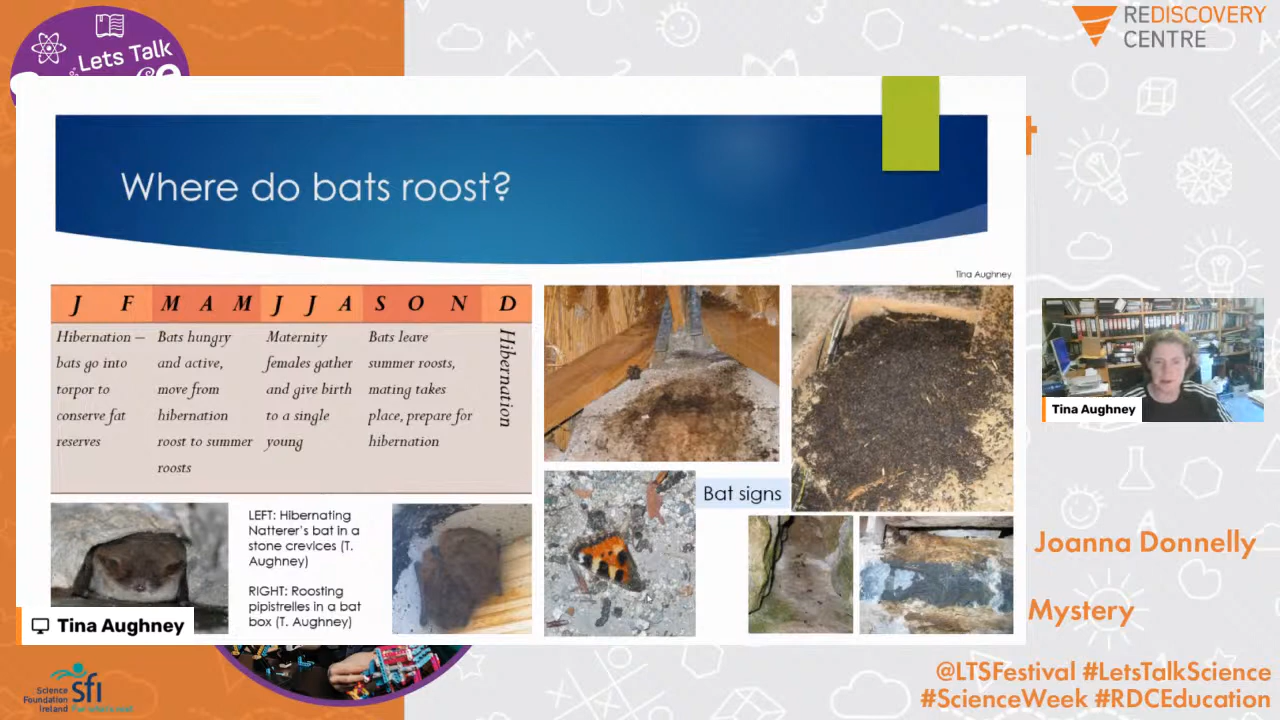 Lets Talk
REDISCOVERY
CENTRE
Where do bats roost?
Tina Aughney
J F M A M J J A S O N D
Hibernation –
bats go into
torpor to
conserve fat
reserves
Bats hungry
and active,
move from
hibernation
roost to summer
roosts
Maternity
females gather
and give birth
to a single
young
Bats leave
summer roosts,
mating takes
place, prepare for
hibernation
Hibernation
Bat signs
LEFT: Hibernating
Natterer's bat in a
stone crevices (T.
Aughney)
RIGHT: Roosting
pipistrelles in a bat
box (T. Aughney)
Tina Aughney
Tina Aughney
Joanna Donnelly
Mystery
@LTSFestival #LetsTalkScience
#ScienceWeek #RDCEducation
Science
Foundation
Ireland
sfi
For what's next